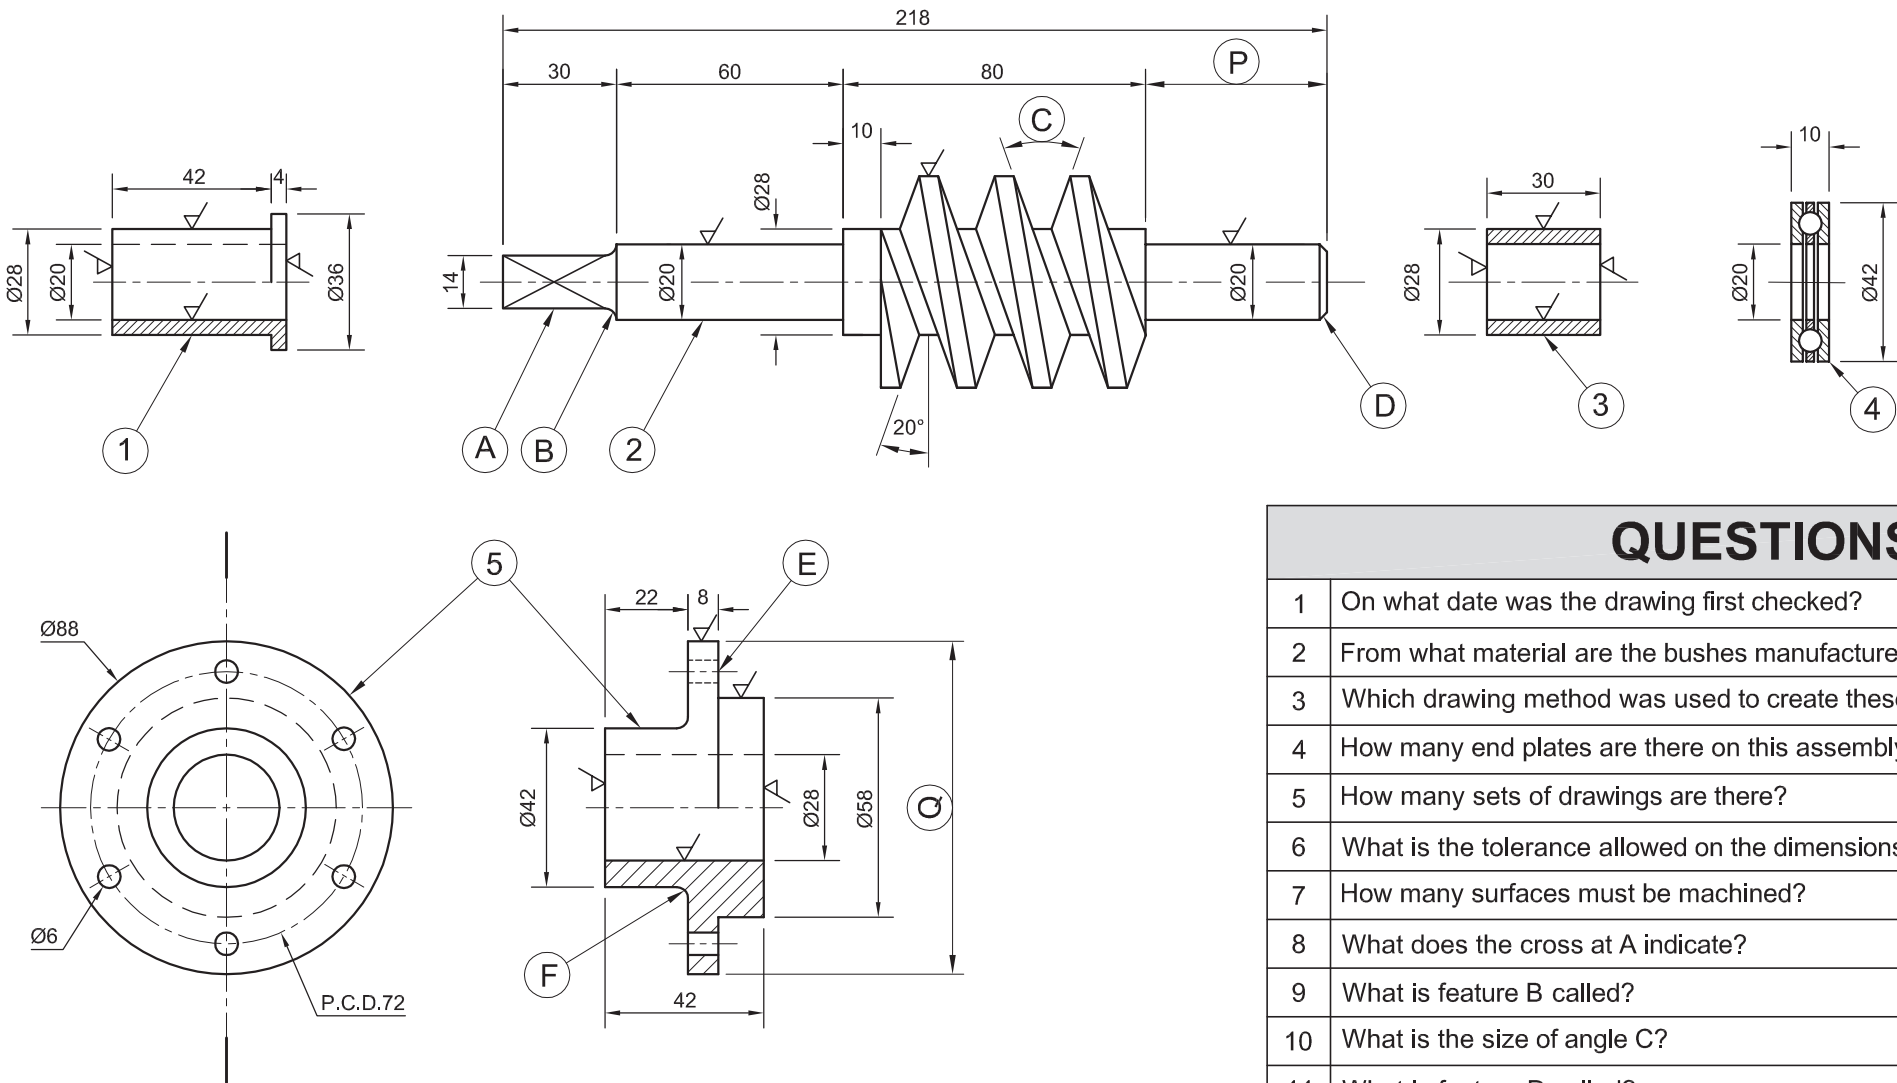 218
30
60
80
P
10
C
10
42
4
Ø28
30
Ø28
Ø20
Ø36
14
Ø20
Ø20
Ø28
Ø20
Ø42
20°
1
A
B
2
D
3
4
QUESTIONS
1 On what date was the drawing first checked?
2 From what material are the bushes manufacture
3 Which drawing method was used to create these
4 How many end plates are there on this assembly
5 How many sets of drawings are there?
6 What is the tolerance allowed on the dimensions
7 How many surfaces must be machined?
8 What does the cross at A indicate?
9 What is feature B called?
10 What is the size of angle C?
5
E
Ø88
22
8
Ø42
Ø28
Ø58
Q
Ø6
P.C.D.72
F
42